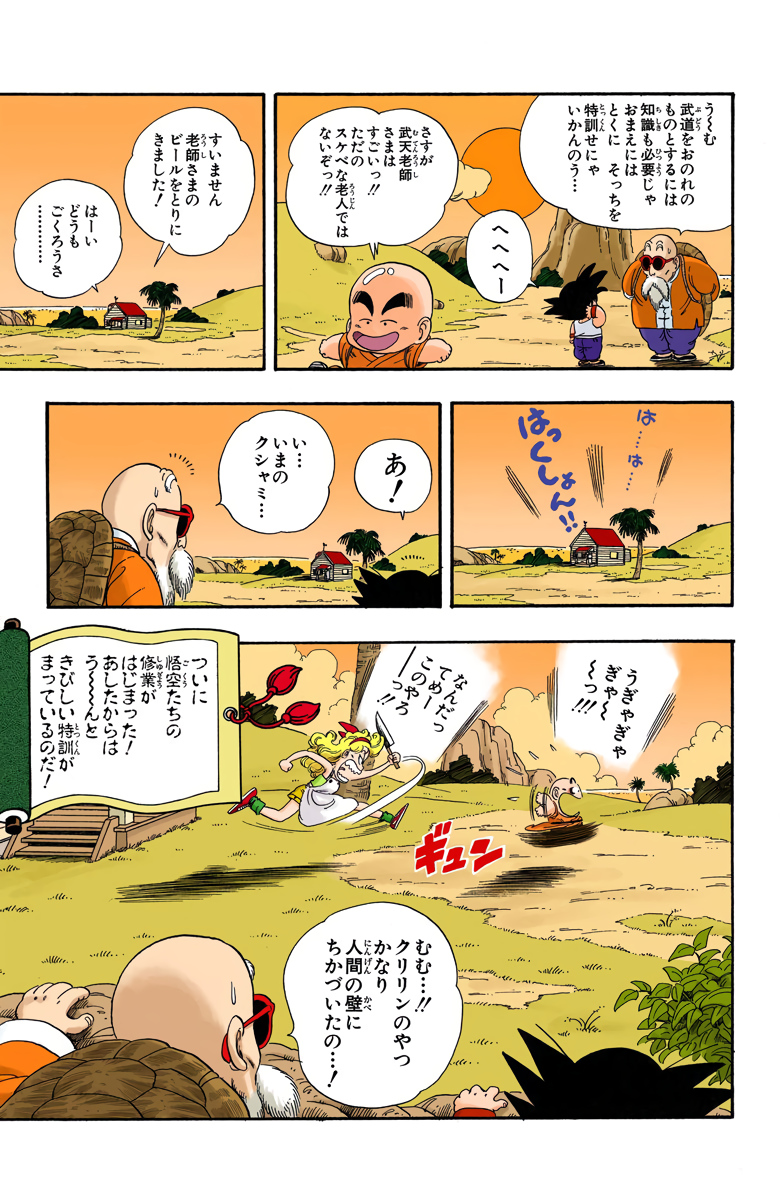 う〜む
武道をおのれの
ものとするには
知識も必要じゃ
おまえには
とくに そっちを
特訓せにゃ
いかんのう…
へへへー
さすが
武天老師
さまは
すごいっ!!
ただの
スケベな老人では
ないぞっ!!
すいません
老師さまの
ビールをとりに
きました!
はーい
どうも
ごくろうさ
…………
は……は…
はっくしょん!!
あ!
い…
いまの
クシャミ…
うぎゃぎゃ
ぎゃ〜
〜っ!!!
なんだっ
てめー
このやろ
ーっ!!
ギュン
ついに
悟空たちの
修業が
はじまった!
あしたからは
う〜〜んと
きびしい特訓が
まっているのだ!
むむ…!!
クリリンのやつ
かなり
人間の壁に
ちかづいたの…!